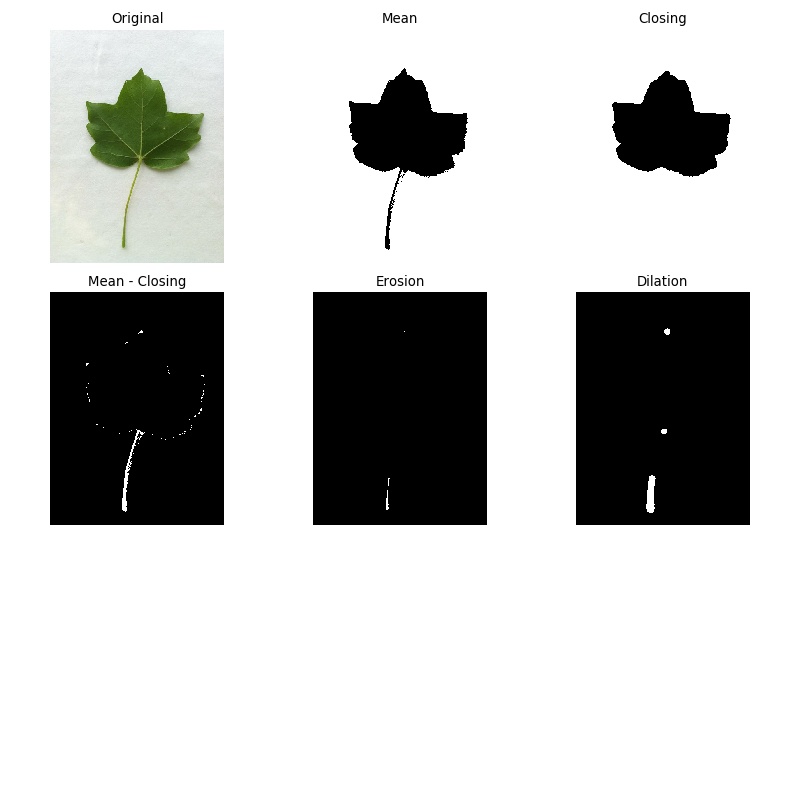 Original
Mean
Closing
Mean - Closing
Erosion
Dilation